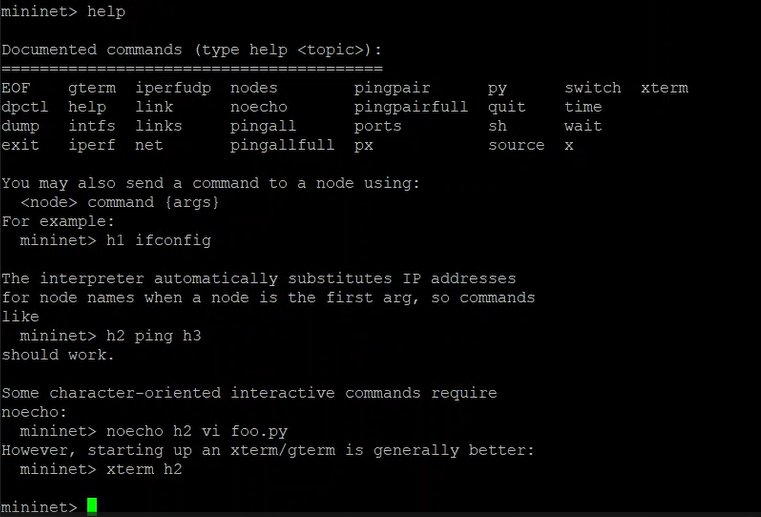 mininet> help
Documented commands (type help <topic>):
========================================
EOF    gterm  iperfudp  nodes        pingpair      py      switch  xterm
dpctl  help   link      noecho       pingpairfull  quit    time
dump   intfs  links     pingall      ports         sh      wait
exit   iperf  net       pingallfull  px            source  x
You may also send a command to a node using:
  <node> command {args}
For example:
  mininet> h1 ifconfig
The interpreter automatically substitutes IP addresses
for node names when a node is the first arg, so commands
like
  mininet> h2 ping h3
should work.
Some character-oriented interactive commands require
noecho:
  mininet> noecho h2 vi foo.py
However, starting up an xterm/gterm is generally better:
  mininet> xterm h2
mininet>